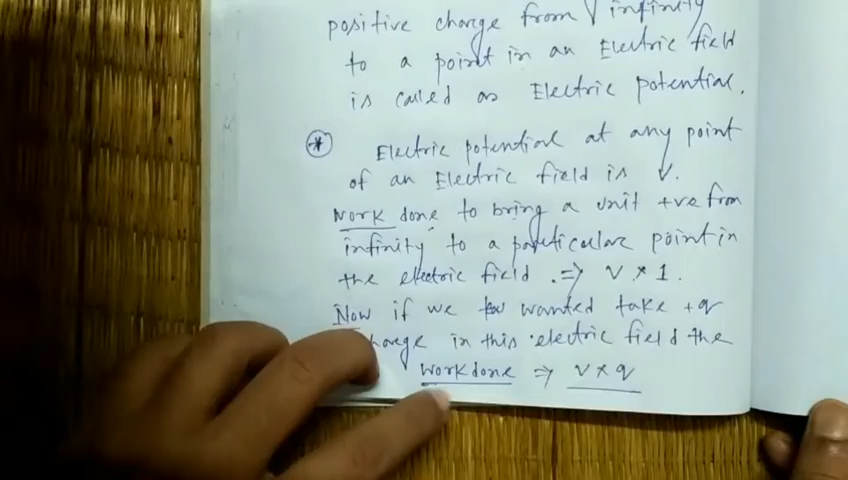 positive charge from infinity
to a point in an Electric field
is called as Electric potential.
* Electric potential at any point
of an Electric field is V.
Work done to bring a unit +ve from
infinity to a particular point in
the electric field. ⇒ V × 1.
Now if we wanted take +q
charge in this electric field the
work done ⇒ V × q